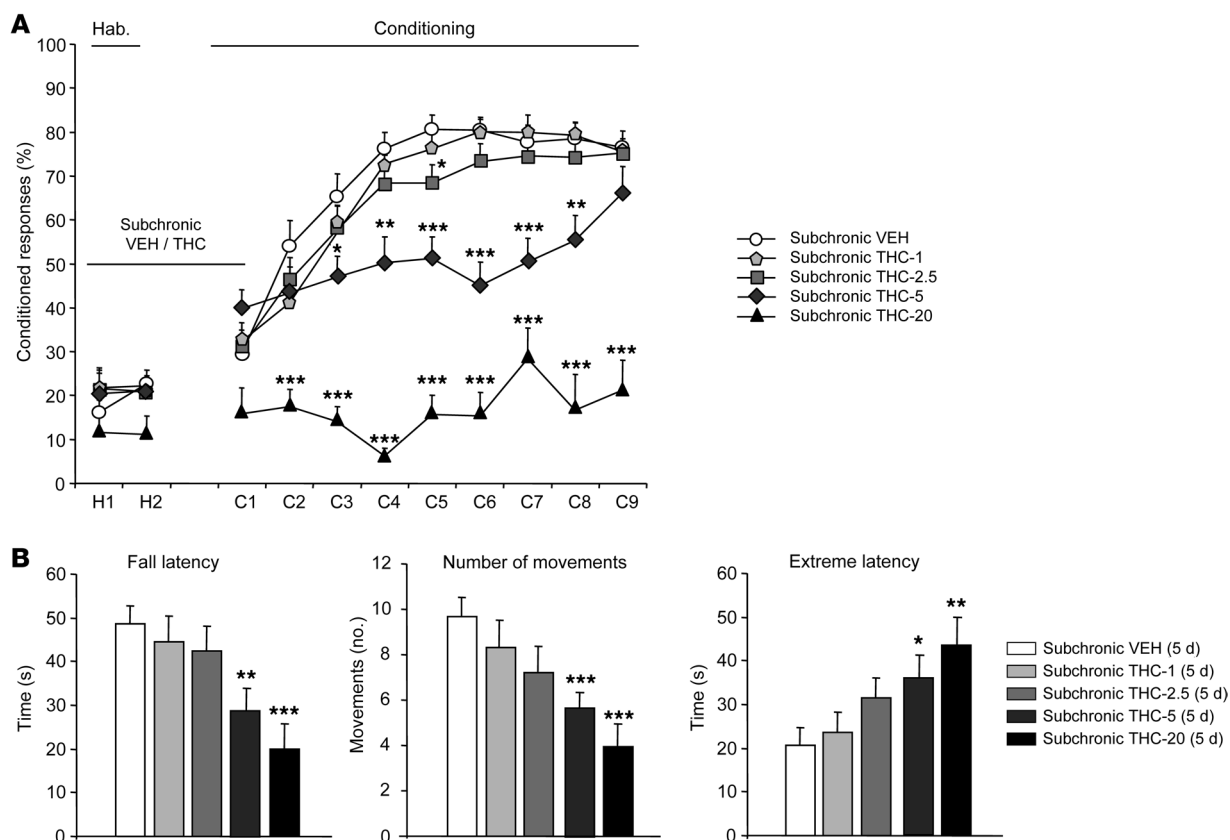 A
Hab.
Conditioning
Conditioned responses (%)
100
90
80
70
60
50
40
30
20
10
0
Subchronic
VEH / THC
*
*
**
***
***
***
**
***
***
***
***
***
***
***
***
H1 H2 C1 C2 C3 C4 C5 C6 C7 C8 C9
Subchronic VEH
Subchronic THC-1
Subchronic THC-2.5
Subchronic THC-5
Subchronic THC-20
B
Fall latency
Time (s)
60
50
40
30
20
10
0
**
***
Number of movements
Movements (no.)
12
10
8
6
4
2
0
***
***
Extreme latency
Time (s)
60
50
40
30
20
10
0
*
**
Subchronic VEH (5 d)
Subchronic THC-1 (5 d)
Subchronic THC-2.5 (5 d)
Subchronic THC-5 (5 d)
Subchronic THC-20 (5 d)